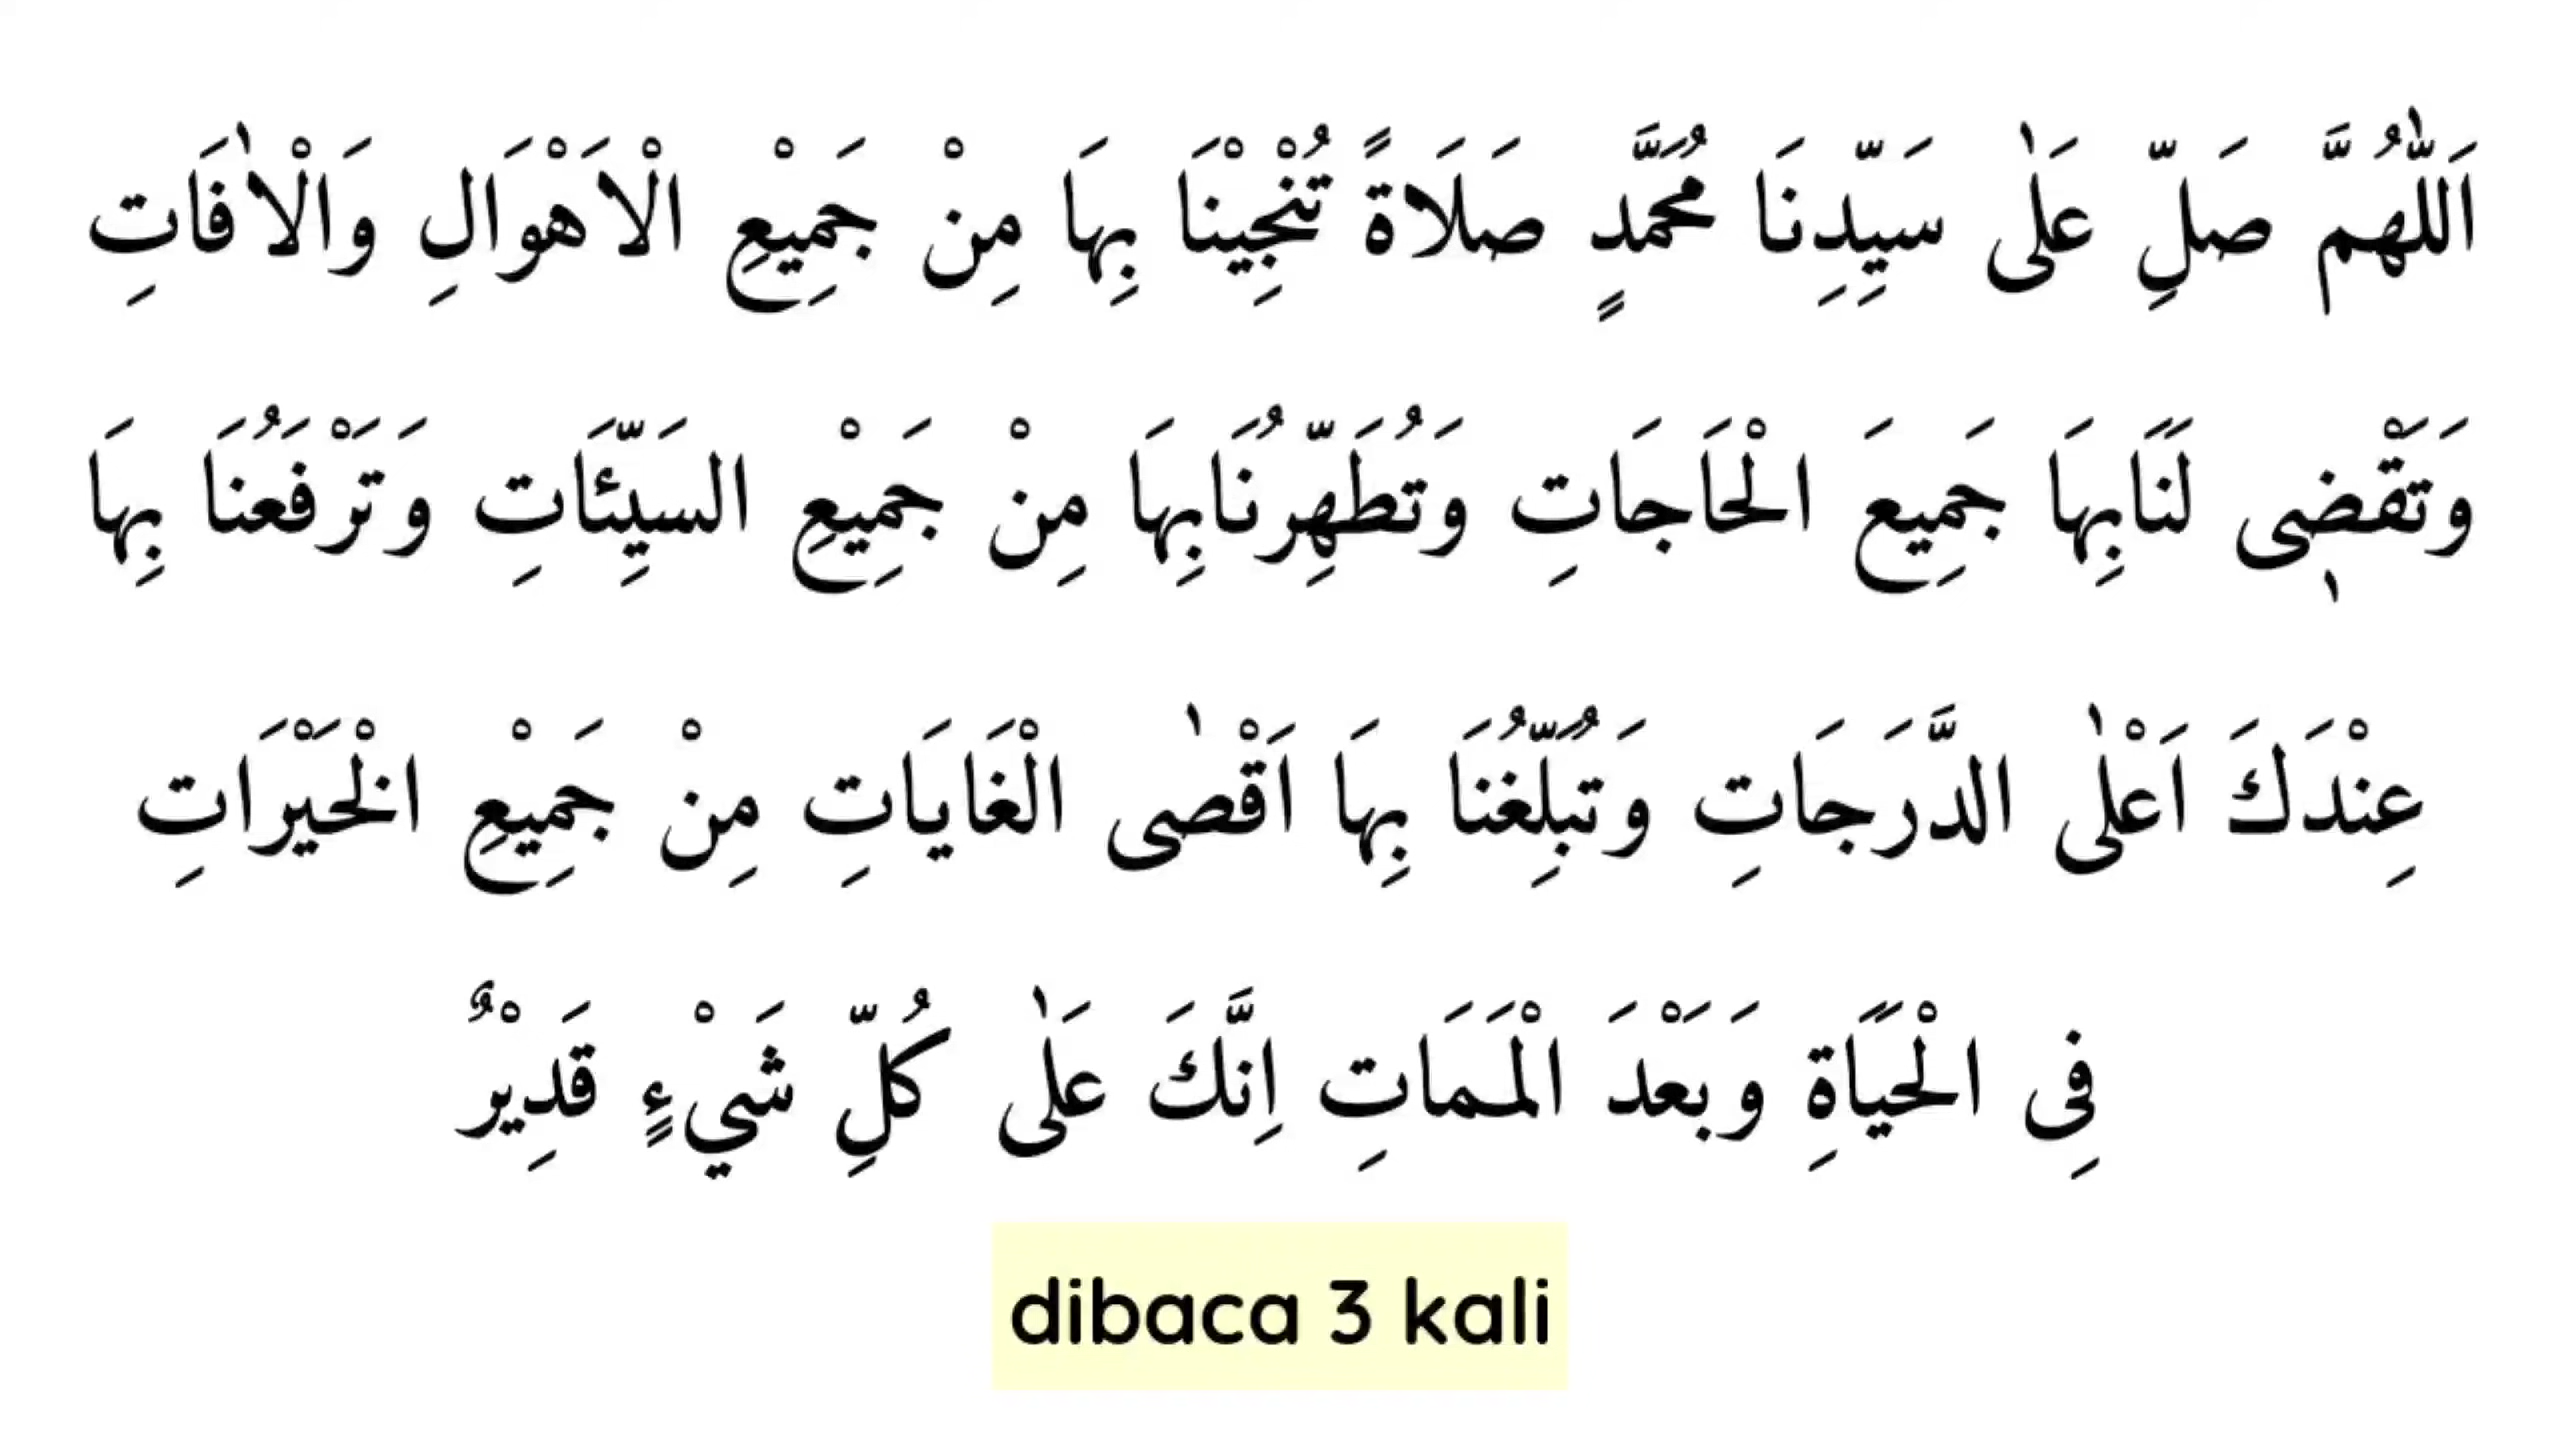 اَللّٰهُمَّ صَلِّ عَلٰى سَيِّدِنَا مُحَمَّدٍ صَلَاةً تُنْجِيْنَا بِهَا مِنْ جَمِيْعِ الْاَهْوَالِ وَالْاٰفَاتِ
وَتَقْضِٖى لَنَابِهَا جَمِيعَ الْحَاجَاتِ وَتُطَهِّرُنَابِهَا مِنْ جَمِيْعِ السَيِّئَاتِ وَتَرْفَعُنَا بِهَا
عِنْدَكَ اَعْلٰى الدَّرَجَاتِ وَتُبَلِّغُنَا بِهَا اَقْصٰى الْغَايَاتِ مِنْ جَمِيْعِ الْخَيْرَاتِ
فِى الْحَيَاةِ وَبَعْدَ الْمَمَاتِ اِنَّكَ عَلٰى كُلِّ شَيْءٍ قَدِيْرٌ
dibaca 3 kali